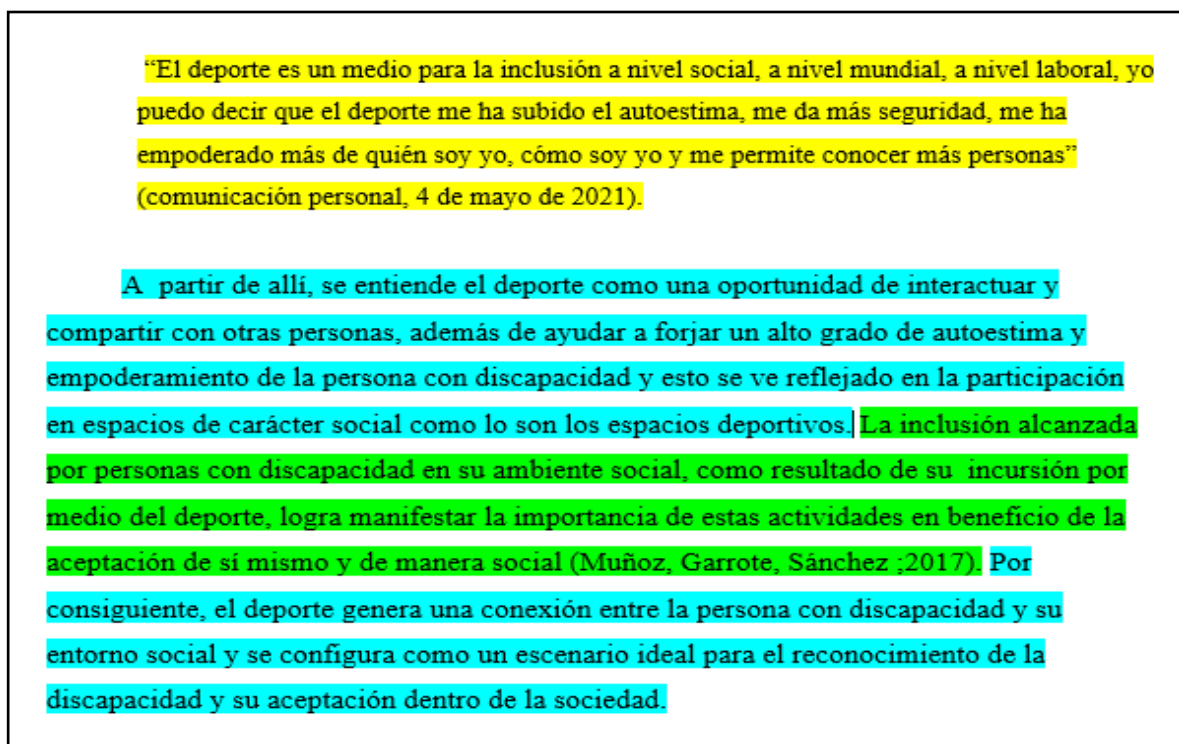 “El deporte es un medio para la inclusión a nivel social, a nivel mundial, a nivel laboral, yo
puedo decir que el deporte me ha subido el autoestima, me da más seguridad, me ha
empoderado más de quién soy yo, cómo soy yo y me permite conocer más personas”
(comunicación personal, 4 de mayo de 2021).
A  partir de allí, se entiende el deporte como una oportunidad de interactuar y
compartir con otras personas, además de ayudar a forjar un alto grado de autoestima y
empoderamiento de la persona con discapacidad y esto se ve reflejado en la participación
en espacios de carácter social como lo son los espacios deportivos. La inclusión alcanzada
por personas con discapacidad en su ambiente social, como resultado de su  incursión por
medio del deporte, logra manifestar la importancia de estas actividades en beneficio de la
aceptación de sí mismo y de manera social (Muñoz, Garrote, Sánchez ;2017). Por
consiguiente, el deporte genera una conexión entre la persona con discapacidad y su
entorno social y se configura como un escenario ideal para el reconocimiento de la
discapacidad y su aceptación dentro de la sociedad.